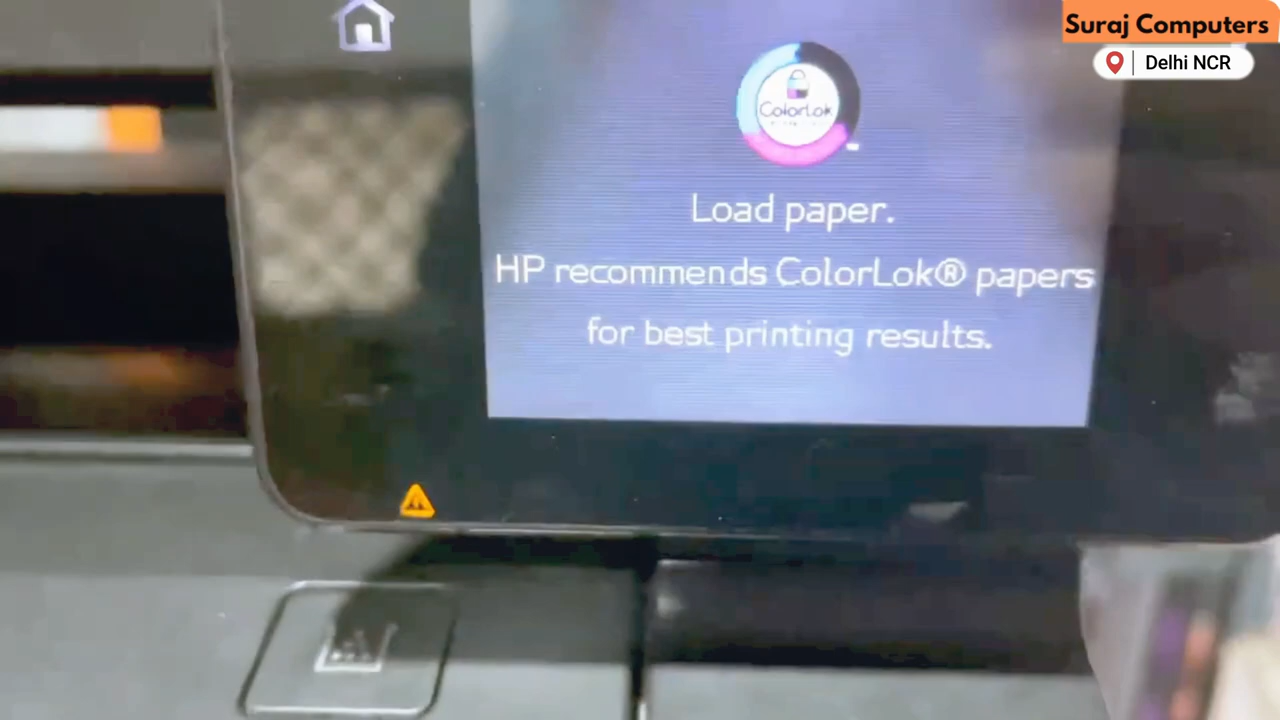 Suraj Computers
Delhi NCR
ColorLok
Load paper.
HP recommends ColorLok® papers
for best printing results.